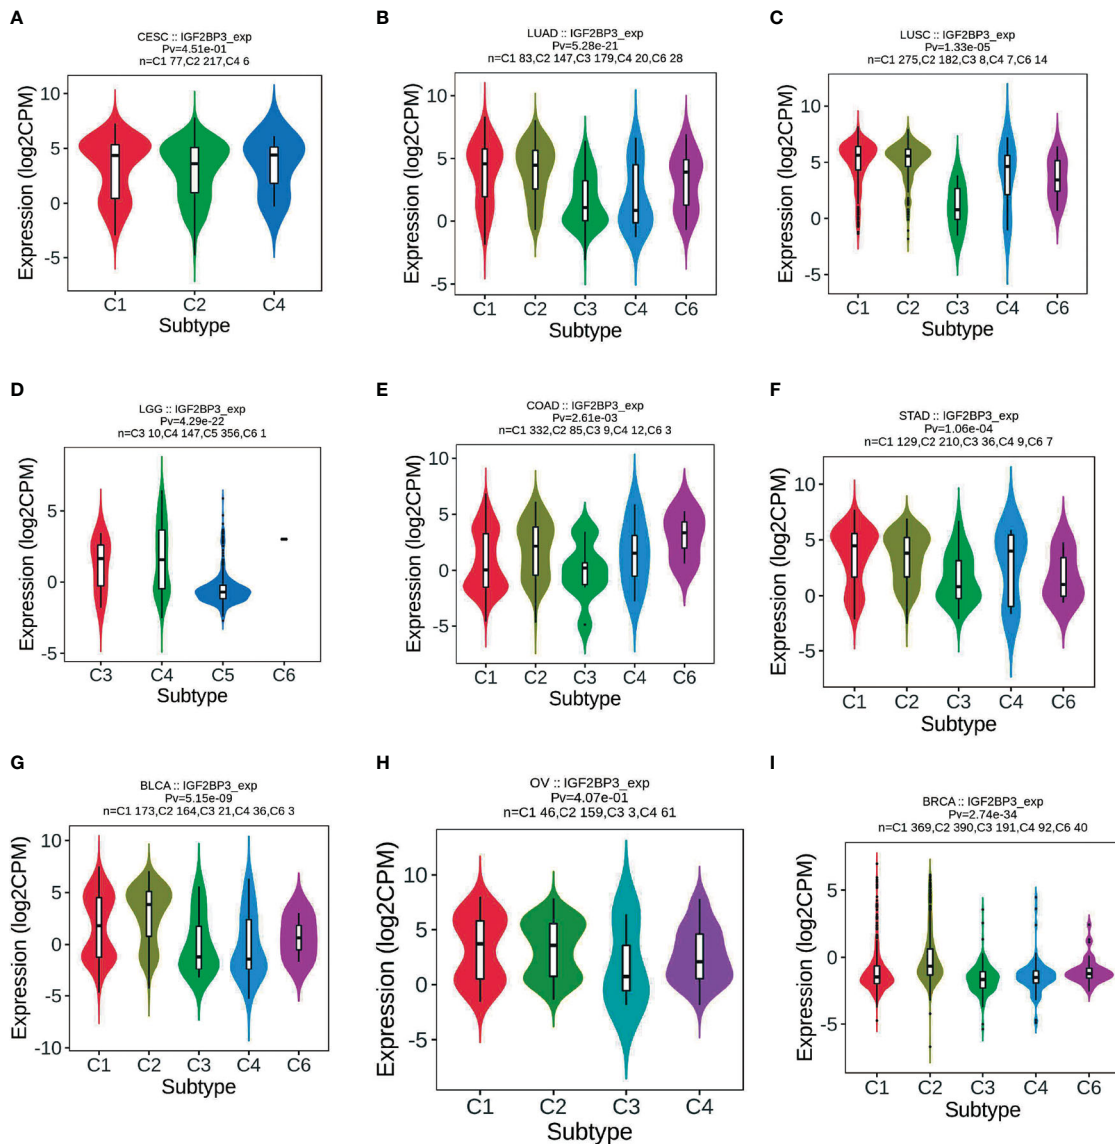 A
CESC :: IGF2BP3_exp
Pv=4.51e-01
n=C1 77,C2 217,C4 6
Expression (log2CPM)
10
5
0
-5
C1 C2 C4
Subtype
B
LUAD :: IGF2BP3_exp
Pv=5.28e-21
n=C1 83,C2 147,C3 179,C4 20,C6 28
Expression (log2CPM)
10
5
0
-5
C1 C2 C3 C4 C6
Subtype
C
LUSC :: IGF2BP3_exp
Pv=1.33e-05
n=C1 275,C2 182,C3 8,C4 7,C6 14
Expression (log2CPM)
10
5
0
-5
C1 C2 C3 C4 C6
Subtype
D
LGG :: IGF2BP3_exp
Pv=4.29e-22
n=C3 10,C4 147,C5 356,C6 1
Expression (log2CPM)
5
0
-5
C3 C4 C5 C6
Subtype
E
COAD :: IGF2BP3_exp
Pv=2.61e-03
n=C1 332,C2 85,C3 9,C4 12,C6 3
Expression (log2CPM)
10
5
0
-5
C1 C2 C3 C4 C6
Subtype
F
STAD :: IGF2BP3_exp
Pv=1.06e-04
n=C1 129,C2 210,C3 36,C4 9,C6 7
Expression (log2CPM)
10
5
0
-5
C1 C2 C3 C4 C6
Subtype
G
BLCA :: IGF2BP3_exp
Pv=5.15e-09
n=C1 173,C2 164,C3 21,C4 36,C6 3
Expression (log2CPM)
10
5
0
-5
-10
C1 C2 C3 C4 C6
Subtype
H
OV :: IGF2BP3_exp
Pv=4.07e-01
n=C1 46,C2 159,C3 3,C4 61
Expression (log2CPM)
10
5
0
-5
C1 C2 C3 C4
Subtype
I
BRCA :: IGF2BP3_exp
Pv=2.74e-34
n=C1 369,C2 390,C3 191,C4 92,C6 40
Expression (log2CPM)
5
0
-5
C1 C2 C3 C4 C6
Subtype